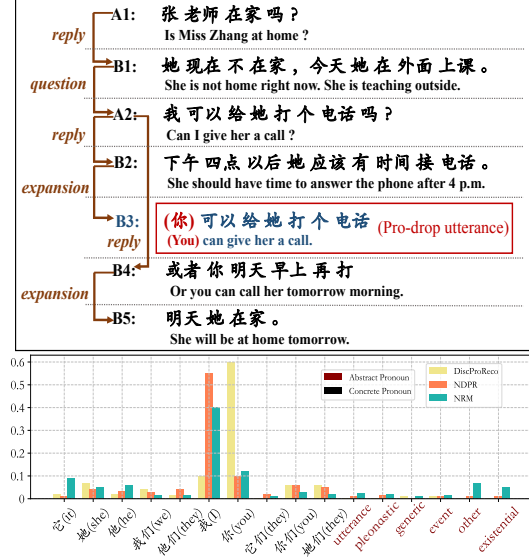 A1: 张老师在家吗？
Is Miss Zhang at home ?
reply
B1: 她现在不在家，今天她在外面上课。
She is not home right now. She is teaching outside.
question
A2: 我可以给她打个电话吗？
Can I give her a call ?
reply
B2: 下午四点以后她应该有时间接电话。
She should have time to answer the phone after 4 p.m.
expansion
B3: (你) 可以给她打个电话
(You) can give her a call.
(Pro-drop utterance)
reply
B4: 或者你明天早上再打
Or you can call her tomorrow morning.
expansion
B5: 明天她在家。
She will be at home tomorrow.
0.6
0.5
0.4
0.3
0.2
0.1
0
Abstract Pronoun
Concrete Pronoun
DiscProReco
NDPR
NRM
它(it)
她(she)
他(he)
我们(we)
他们(they)
我(I)
你(you)
它们(they)
你们(you)
她们(they)
utterance
pleonastic
generic
event
other
existential